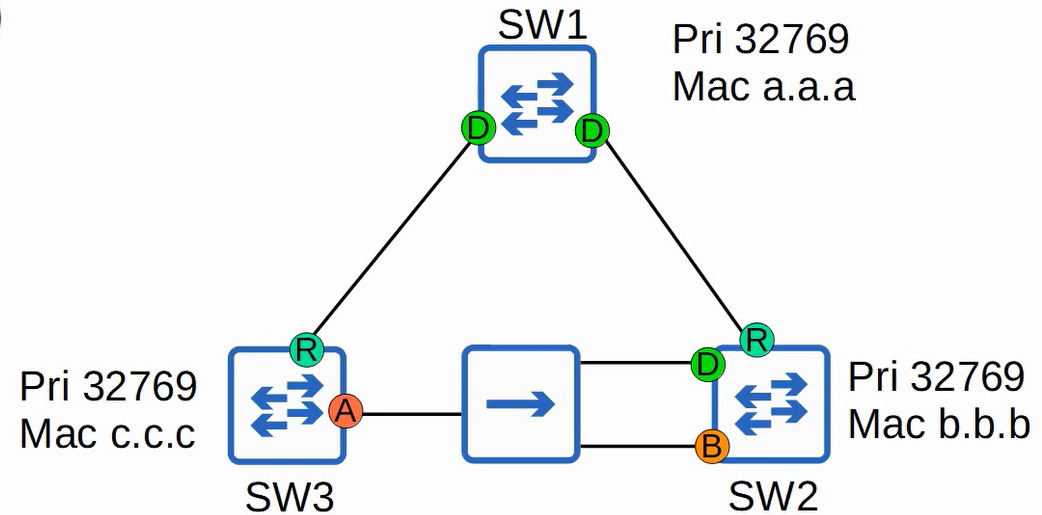 SW1
Pri 32769
Mac a.a.a
D
D
R
R
D
A
B
Pri 32769
Mac c.c.c
Pri 32769
Mac b.b.b
SW3
SW2